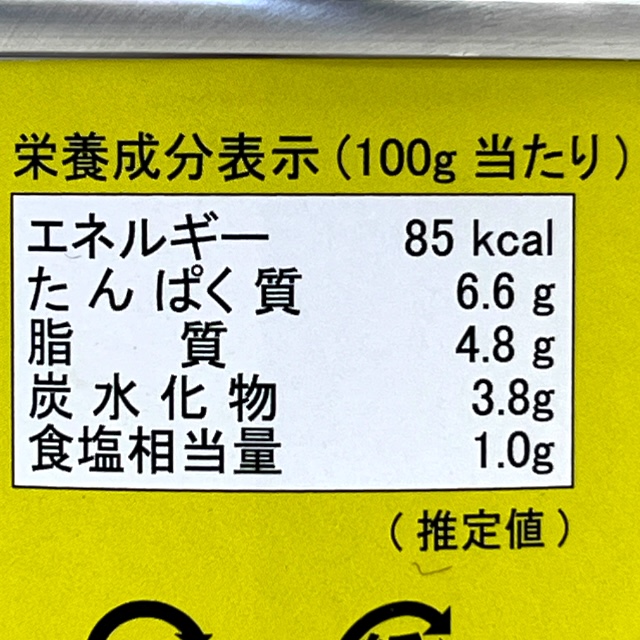 栄養成分表示(100g 当たり)
エネルギー 85 kcal
たんぱく質 6.6 g
脂質 4.8 g
炭水化物 3.8g
食塩相当量 1.0g
(推定値)